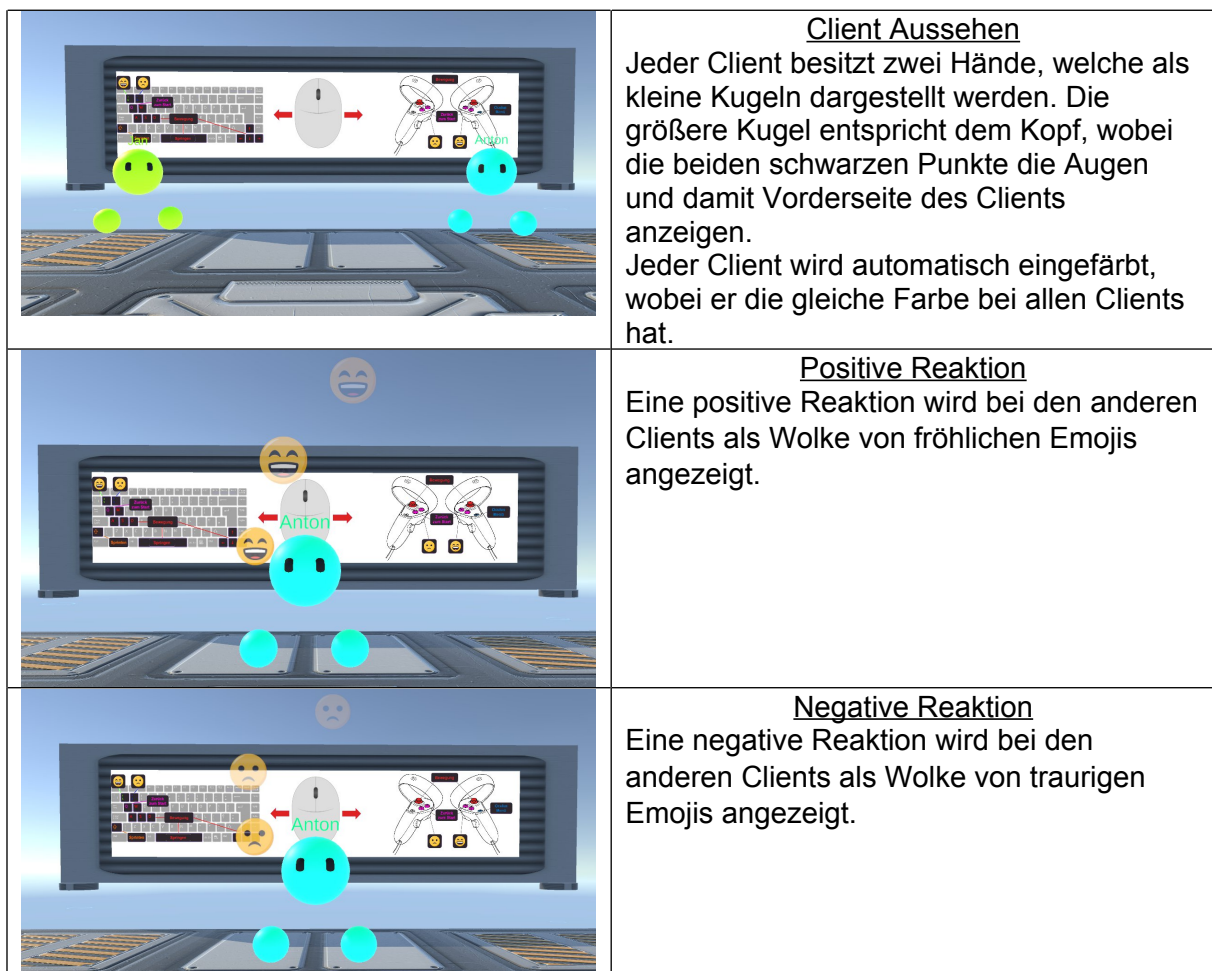 Client Aussehen
Jeder Client besitzt zwei Hände, welche als
kleine Kugeln dargestellt werden. Die
größere Kugel entspricht dem Kopf, wobei
die beiden schwarzen Punkte die Augen
und damit Vorderseite des Clients
anzeigen.
Jeder Client wird automatisch eingefärbt,
wobei er die gleiche Farbe bei allen Clients
hat.
Jan
Anton
Positive Reaktion
Eine positive Reaktion wird bei den anderen
Clients als Wolke von fröhlichen Emojis
angezeigt.
Anton
Negative Reaktion
Eine negative Reaktion wird bei den
anderen Clients als Wolke von traurigen
Emojis angezeigt.
Anton